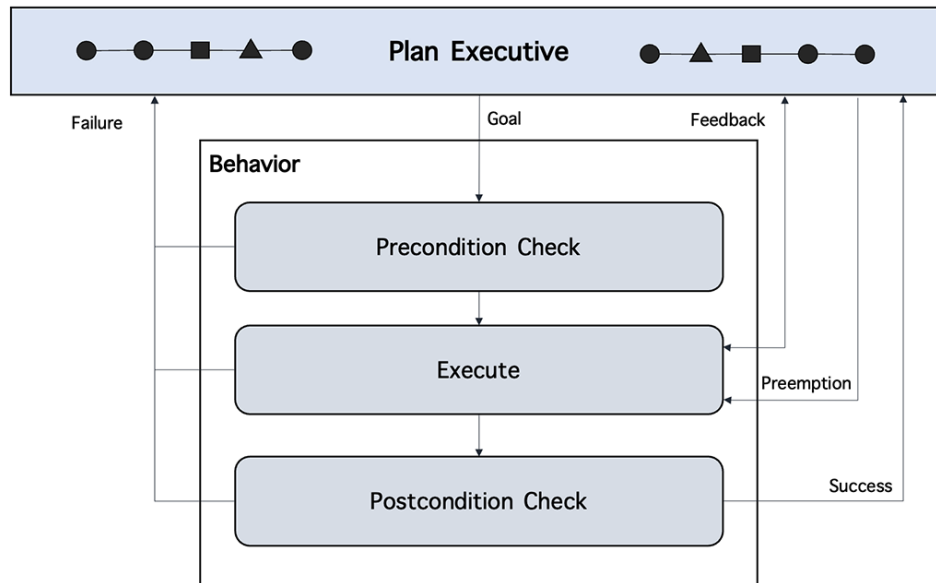 Plan Executive
Failure
Goal
Feedback
Behavior
Precondition Check
Execute
Preemption
Postcondition Check
Success